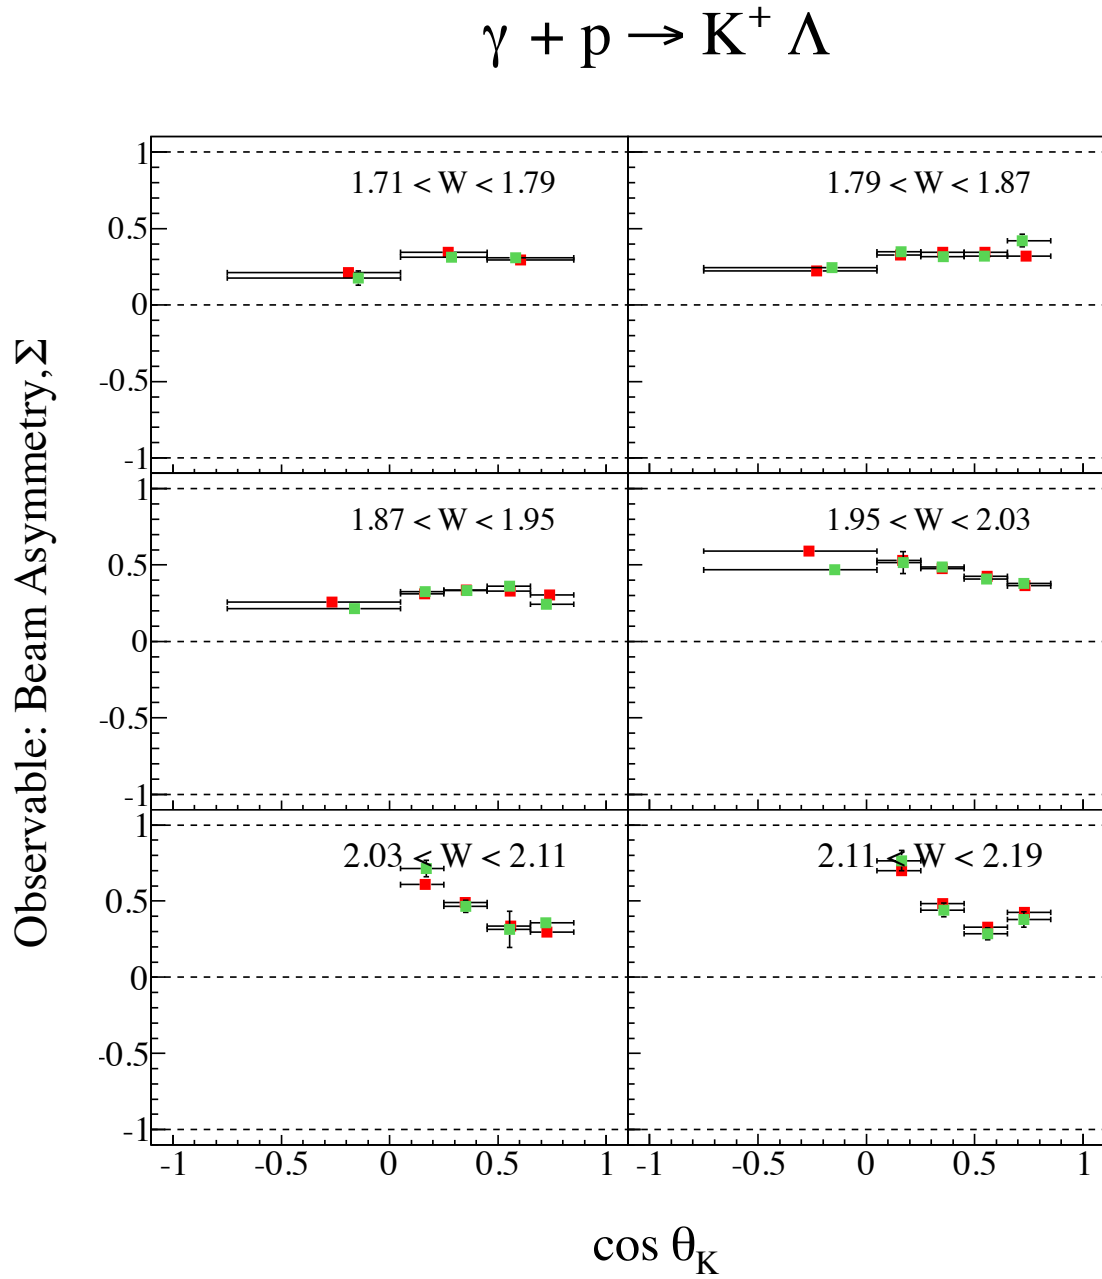 γ + p → K⁺ Λ
1.71 < W < 1.79
1.79 < W < 1.87
1
0.5
0
-0.5
-1
1.87 < W < 1.95
1.95 < W < 2.03
1
0.5
0
-0.5
-1
2.03 < W < 2.11
2.11 < W < 2.19
1
0.5
0
-0.5
-1
-1 -0.5 0 0.5 1 -1 -0.5 0 0.5 1
Observable: Beam Asymmetry,Σ
cos θ_K